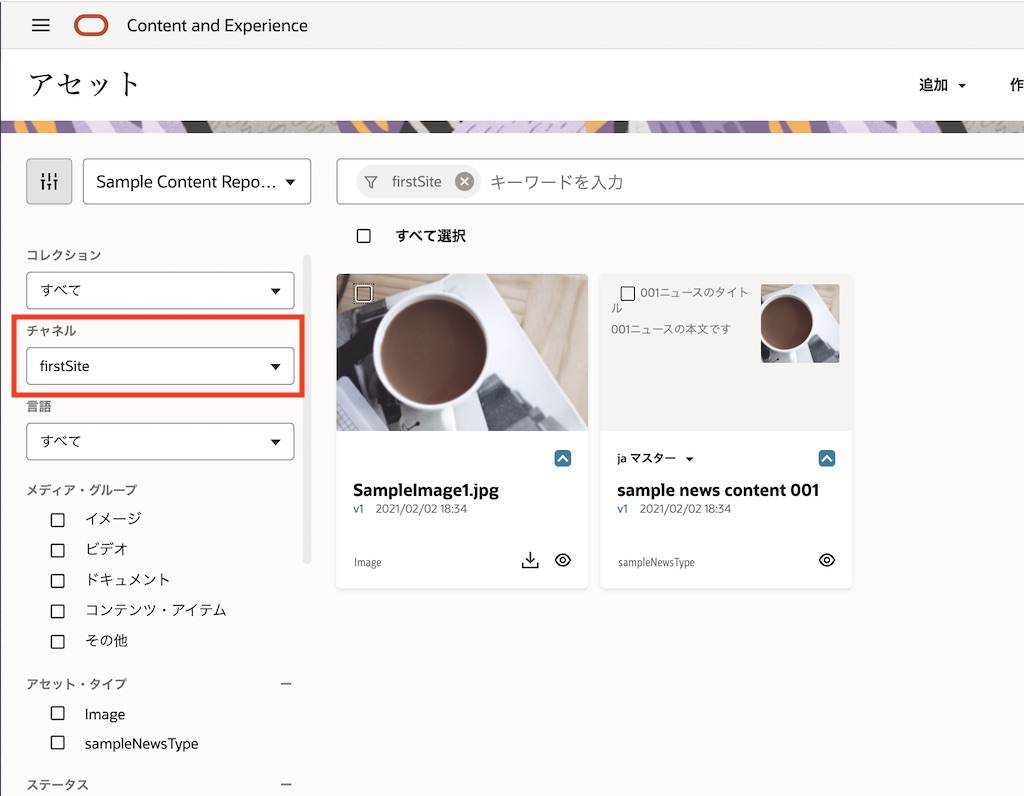 Content and Experience
アセット
追加
作
Sample Content Repo...
firstSite
キーワードを入力
すべて選択
コレクション
すべて
チャネル
firstSite
言語
すべて
メディア・グループ
イメージ
ビデオ
ドキュメント
コンテンツ・アイテム
その他
アセット・タイプ
Image
sampleNewsType
ステータス
SampleImage1.jpg
v1 2021/02/02 18:34
Image
001ニュースのタイト
ル
001ニュースの本文です
ja マスター
sample news content 001
v1 2021/02/02 18:34
sampleNewsType